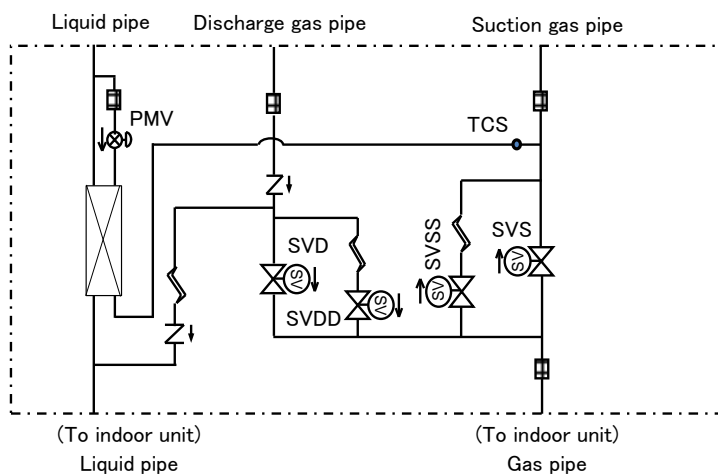 Liquid pipe
Discharge gas pipe
Suction gas pipe
PMV
TCS
SVD
SV
SVDD
SV
SVSS
SV
SVS
SV
(To indoor unit)
Liquid pipe
(To indoor unit)
Gas pipe